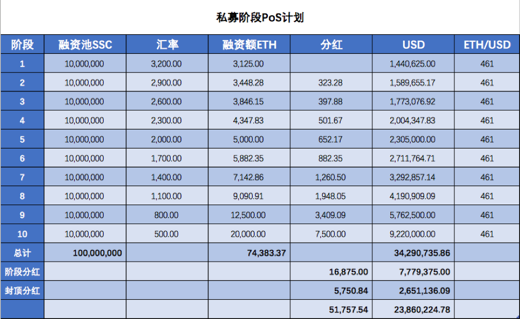 私募阶段PoS计划
阶段 融资池SSC 汇率 融资额ETH 分红 USD ETH/USD
1 10,000,000 3,200.00 3,125.00 1,440,625.00 461
2 10,000,000 2,900.00 3,448.28 323.28 1,589,655.17 461
3 10,000,000 2,600.00 3,846.15 397.88 1,773,076.92 461
4 10,000,000 2,300.00 4,347.83 501.67 2,004,347.83 461
5 10,000,000 2,000.00 5,000.00 652.17 2,305,000.00 461
6 10,000,000 1,700.00 5,882.35 882.35 2,711,764.71 461
7 10,000,000 1,400.00 7,142.86 1,260.50 3,292,857.14 461
8 10,000,000 1,100.00 9,090.91 1,948.05 4,190,909.09 461
9 10,000,000 800.00 12,500.00 3,409.09 5,762,500.00 461
10 10,000,000 500.00 20,000.00 7,500.00 9,220,000.00 461
总计 100,000,000 74,383.37 34,290,735.86
阶段分红 16,875.00 7,779,375.00
封顶分红 5,750.84 2,651,136.09
51,757.54 23,860,224.78